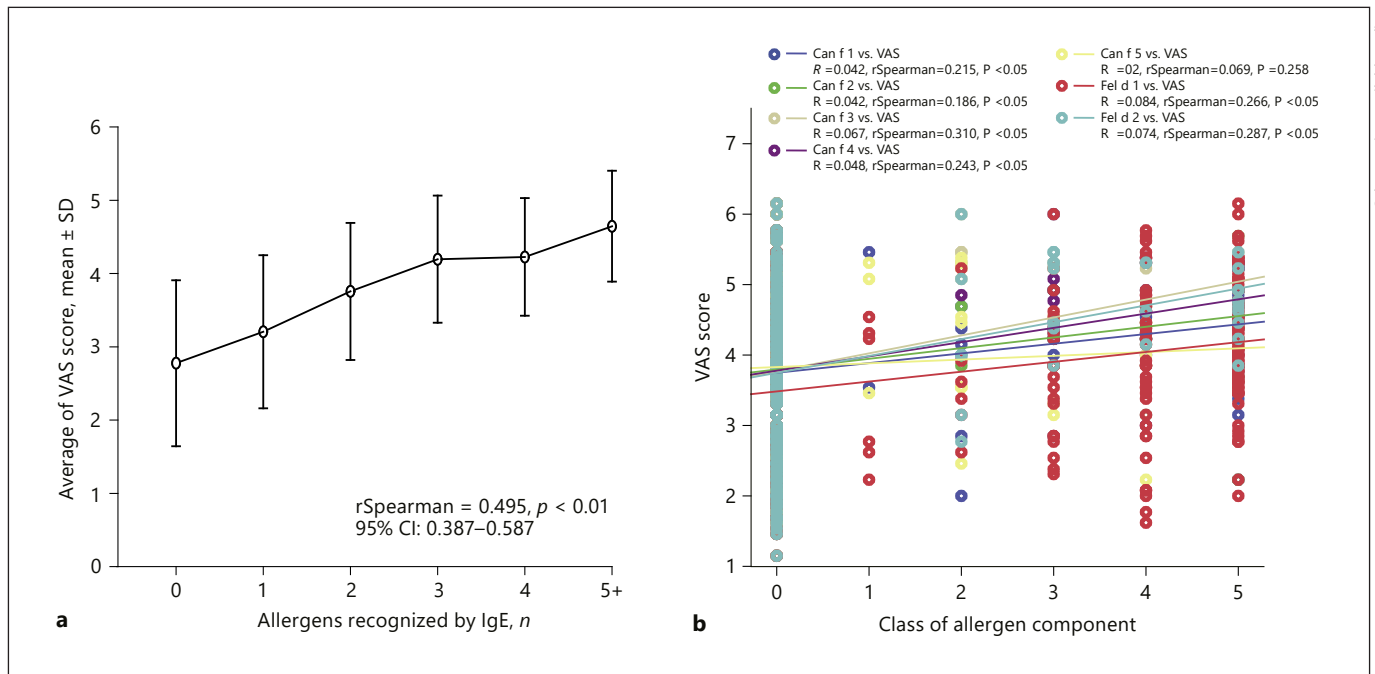 6
5
4
3
2
1
0
Average of VAS score, mean ± SD
rSpearman = 0.495, p < 0.01
95% CI: 0.387–0.587
0 1 2 3 4 5+
Allergens recognized by IgE, n
a
Can f 1 vs. VAS
R =0.042, rSpearman=0.215, P <0.05
Can f 2 vs. VAS
R =0.042, rSpearman=0.186, P <0.05
Can f 3 vs. VAS
R =0.067, rSpearman=0.310, P <0.05
Can f 4 vs. VAS
R =0.048, rSpearman=0.243, P <0.05
Can f 5 vs. VAS
R =02, rSpearman=0.069, P =0.258
Fel d 1 vs. VAS
R =0.084, rSpearman=0.266, P <0.05
Fel d 2 vs. VAS
R =0.074, rSpearman=0.287, P <0.05
7
6
5
4
3
2
1
VAS score
0 1 2 3 4 5
Class of allergen component
b